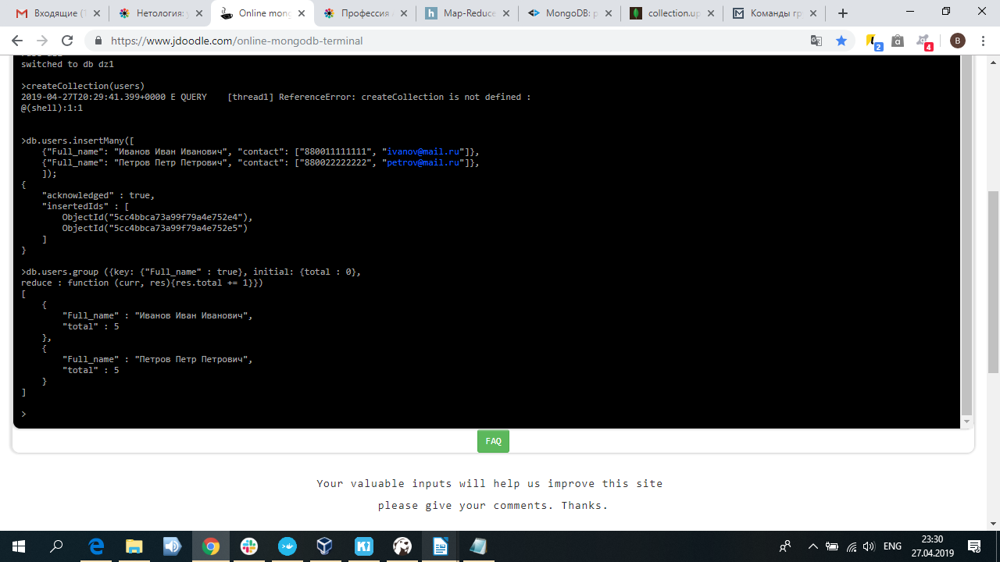 Входящие (1
Нетология: у
Online mong
Профессия а
Map-Reduce
MongoDB: p
collection.up
Команды гр
https://www.jdoodle.com/online-mongodb-terminal
2
4
B
switched to db dz1
>createCollection(users)
2019-04-27T20:29:41.399+0000 E QUERY    [thread1] ReferenceError: createCollection is not defined :
@(shell):1:1
>db.users.insertMany([
    {"Full_name": "Иванов Иван Иванович", "contact": ["880011111111", "ivanov@mail.ru"]},
    {"Full_name": "Петров Петр Петрович", "contact": ["880022222222", "petrov@mail.ru"]},
    ]);
{
    "acknowledged" : true,
    "insertedIds" : [
        ObjectId("5cc4bbca73a99f79a4e752e4"),
        ObjectId("5cc4bbca73a99f79a4e752e5")
    ]
}
>db.users.group ({key: {"Full_name" : true}, initial: {total : 0},
reduce : function (curr, res){res.total += 1}})
[
    {
        "Full_name" : "Иванов Иван Иванович",
        "total" : 5
    },
    {
        "Full_name" : "Петров Петр Петрович",
        "total" : 5
    }
]
>
FAQ
Your valuable inputs will help us improve this site
please give your comments. Thanks.
ENG
23:30
27.04.2019